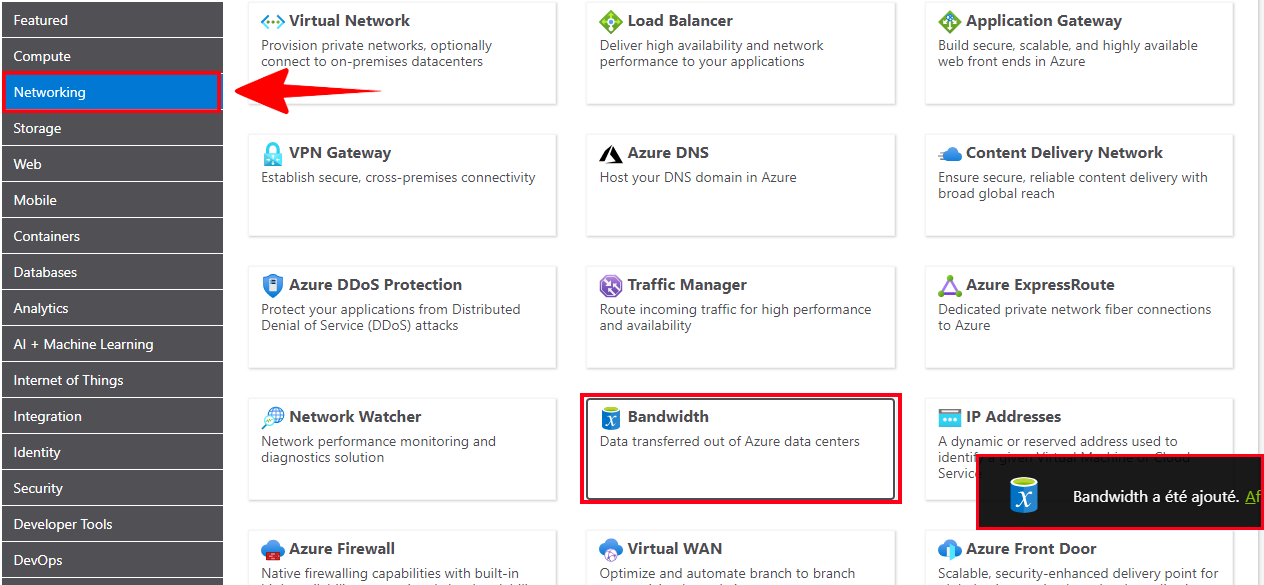 Featured
Compute
Networking
Storage
Web
Mobile
Containers
Databases
Analytics
AI + Machine Learning
Internet of Things
Integration
Identity
Security
Developer Tools
DevOps
Virtual Network
Provision private networks, optionally
connect to on-premises datacenters
Load Balancer
Deliver high availability and network
performance to your applications
Application Gateway
Build secure, scalable, and highly available
web front ends in Azure
VPN Gateway
Establish secure, cross-premises connectivity
Azure DNS
Host your DNS domain in Azure
Content Delivery Network
Ensure secure, reliable content delivery with
broad global reach
Azure DDoS Protection
Protect your applications from Distributed
Denial of Service (DDoS) attacks
Traffic Manager
Route incoming traffic for high performance
and availability
Azure ExpressRoute
Dedicated private network fiber connections
to Azure
Network Watcher
Network performance monitoring and
diagnostics solution
Bandwidth
Data transferred out of Azure data centers
IP Addresses
A dynamic or reserved address used to
identify a given Virtual Machine or Cloud
Service
Bandwidth a été ajouté. Af
Azure Firewall
Native firewalling capabilities with built-in
Virtual WAN
Optimize and automate branch to branch
Azure Front Door
Scalable, security-enhanced delivery point for